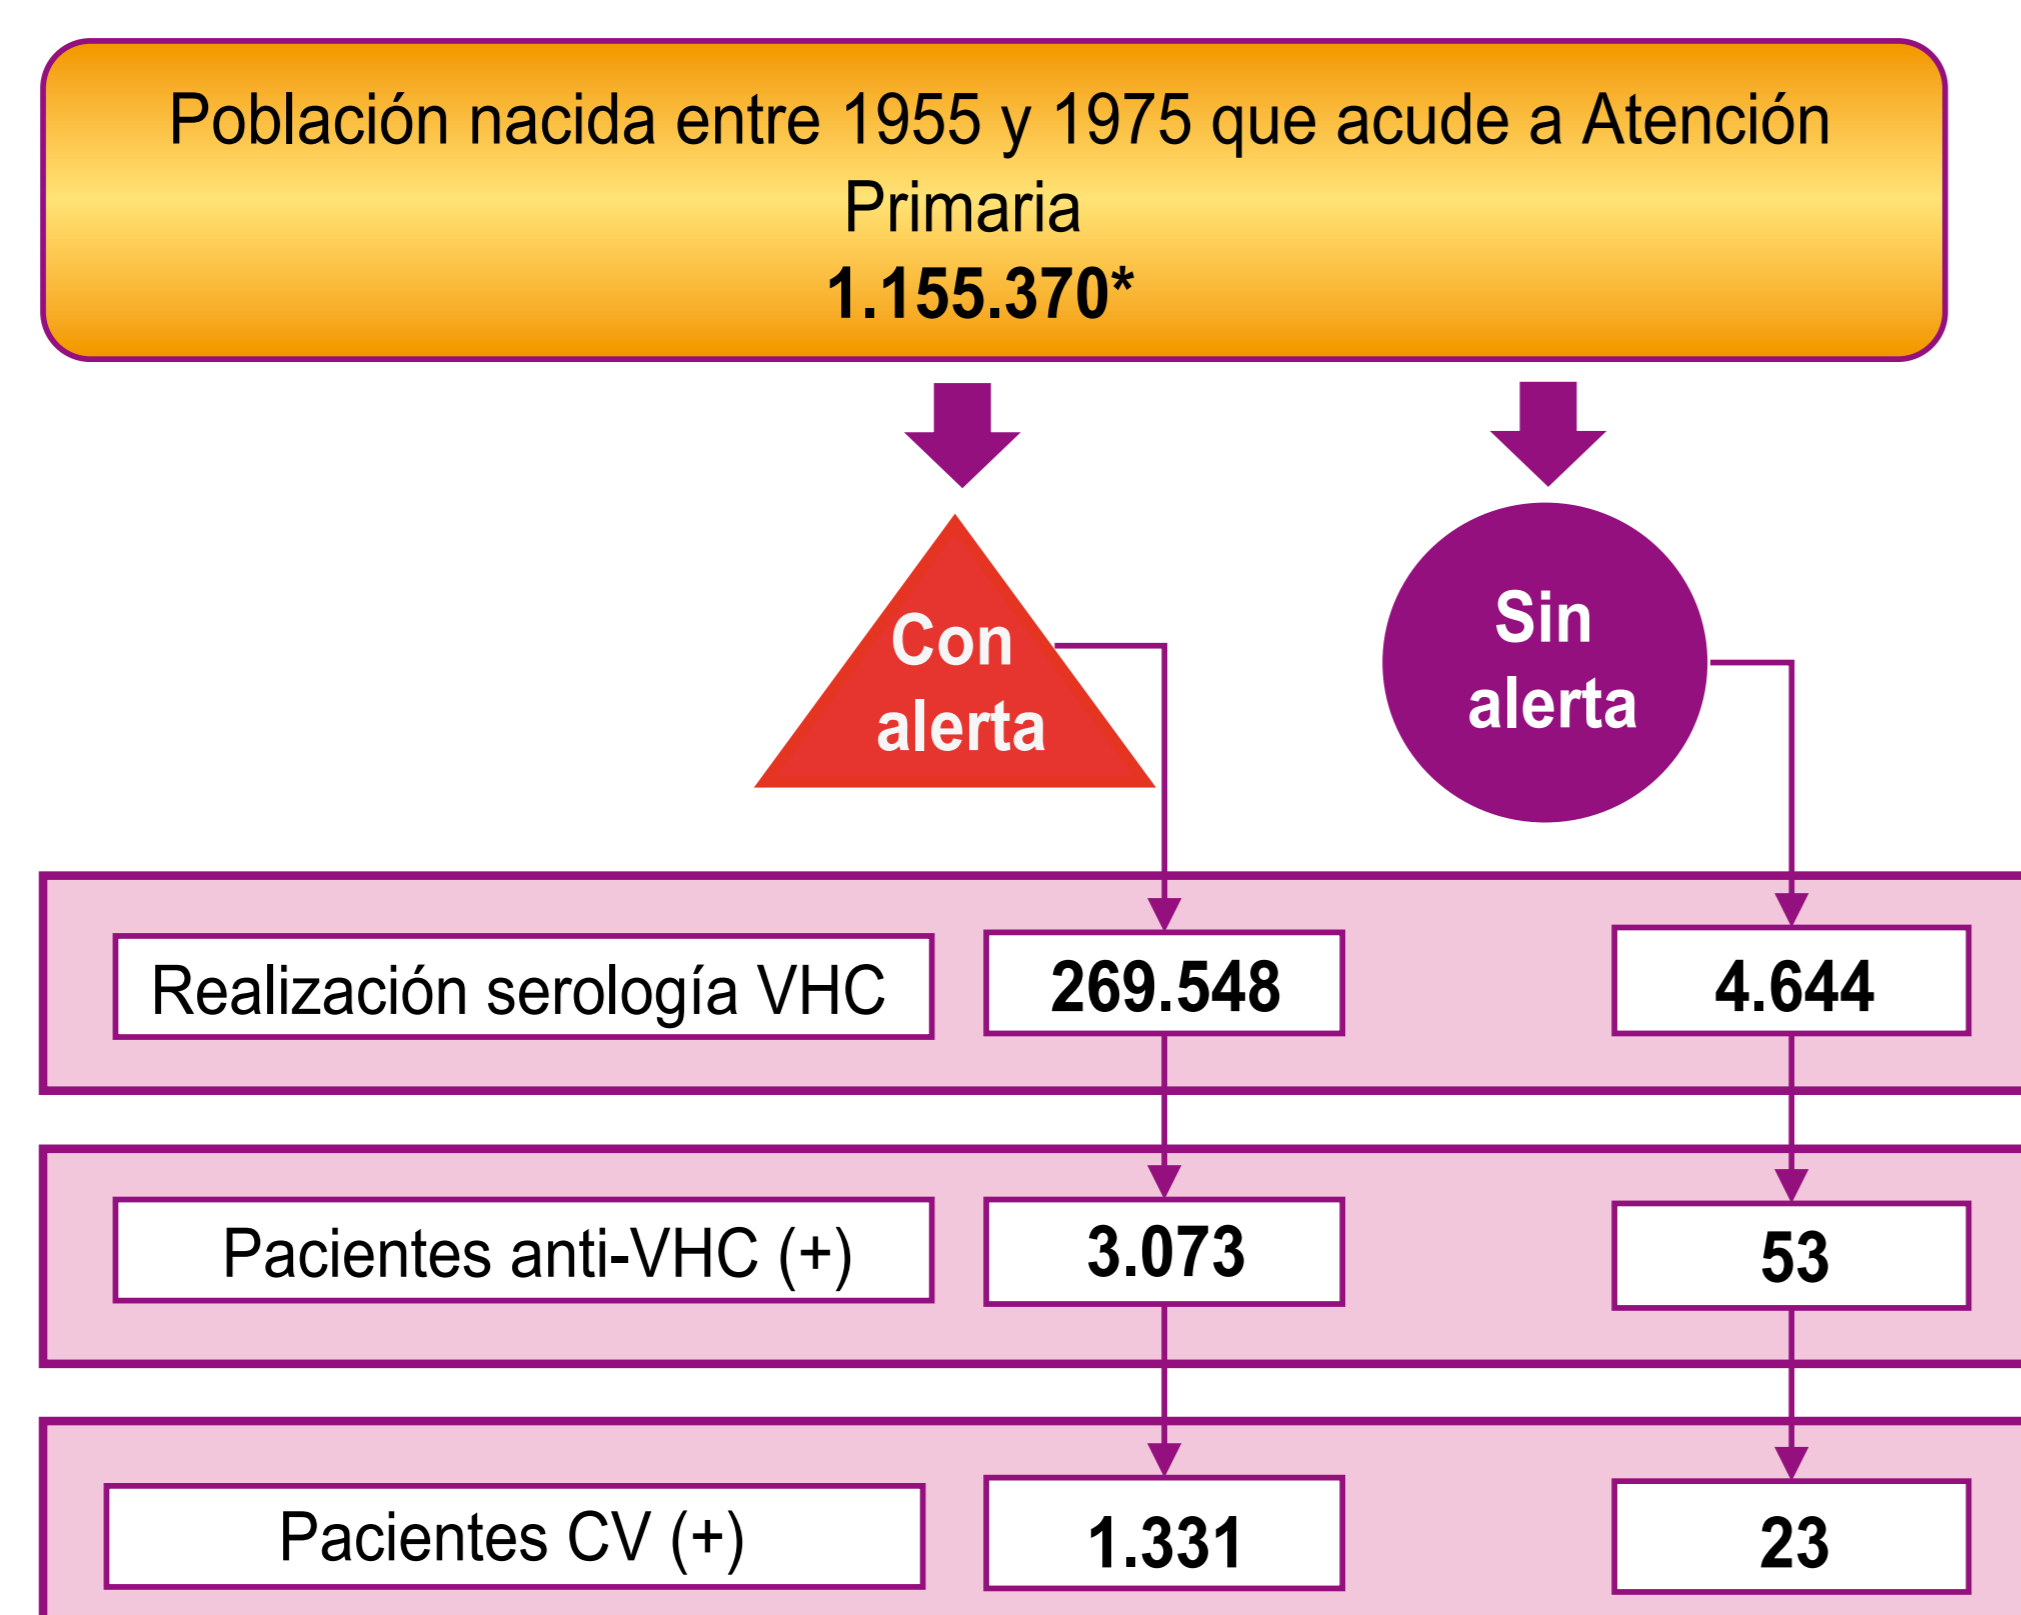 Población nacida entre 1955 y 1975 que acude a Atención
Primaria
1.155.370*
Con
alerta
Sin
alerta
Realización serología VHC
269.548
4.644
Pacientes anti-VHC (+)
3.073
53
Pacientes CV (+)
1.331
23